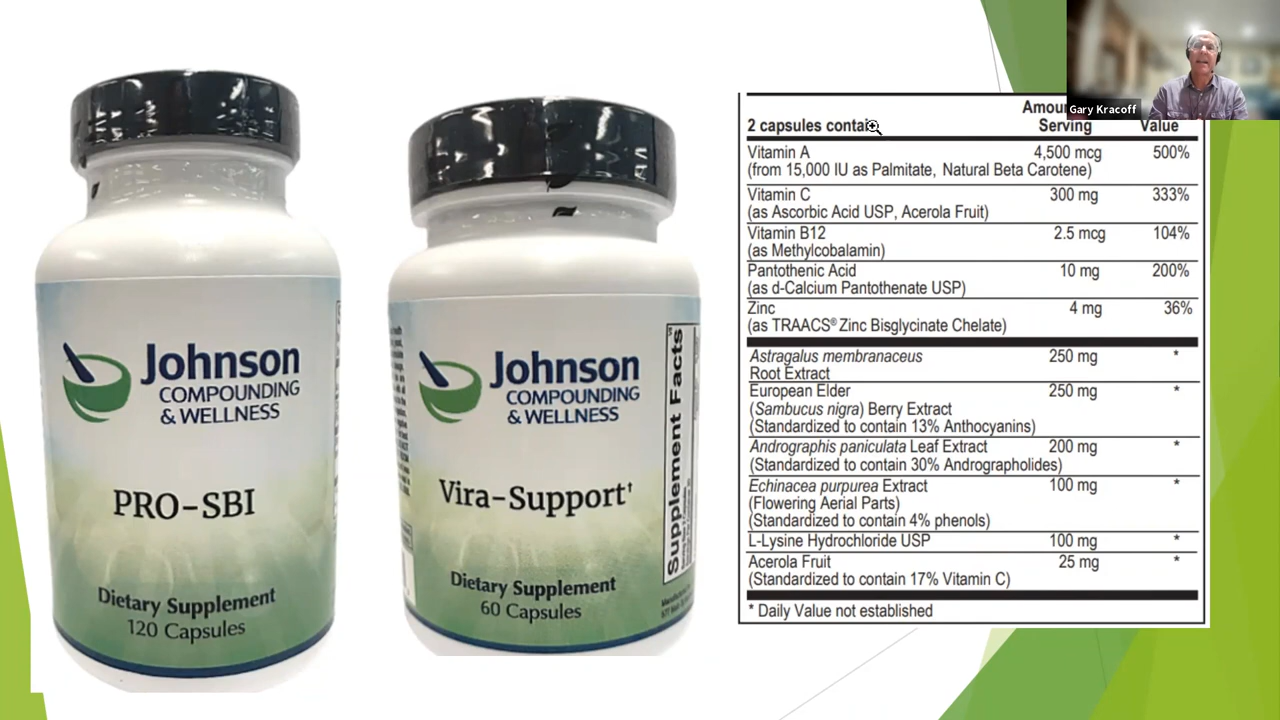 Johnson
COMPOUNDING
& WELLNESS
PRO-SBI
Dietary Supplement
120 Capsules
Johnson
COMPOUNDING
& WELLNESS
Vira-Support†
Dietary Supplement
60 Capsules
Supplement Facts
Gary Kracoff
2 capsules
Serving
Value
Vitamin A 4,500 mcg 500%
(from 15,000 IU as Palmitate, Natural Beta Carotene)
Vitamin C 300 mg 333%
(as Ascorbic Acid USP, Acerola Fruit)
Vitamin B12 2.5 mcg 104%
(as Methylcobalamin)
Pantothenic Acid 10 mg 200%
(as d-Calcium Pantothenate USP)
Zinc 4 mg 36%
(as TRAACS® Zinc Bisglycinate Chelate)
Astragalus membranaceus 250 mg *
Root Extract
European Elder 250 mg *
(Sambucus nigra) Berry Extract
(Standardized to contain 13% Anthocyanins)
Andrographis paniculata Leaf Extract 200 mg *
(Standardized to contain 30% Andrographolides)
Echinacea purpurea Extract 100 mg *
(Flowering Aerial Parts)
(Standardized to contain 4% phenols)
L-Lysine Hydrochloride USP 100 mg *
Acerola Fruit 25 mg *
(Standardized to contain 17% Vitamin C)
* Daily Value not established